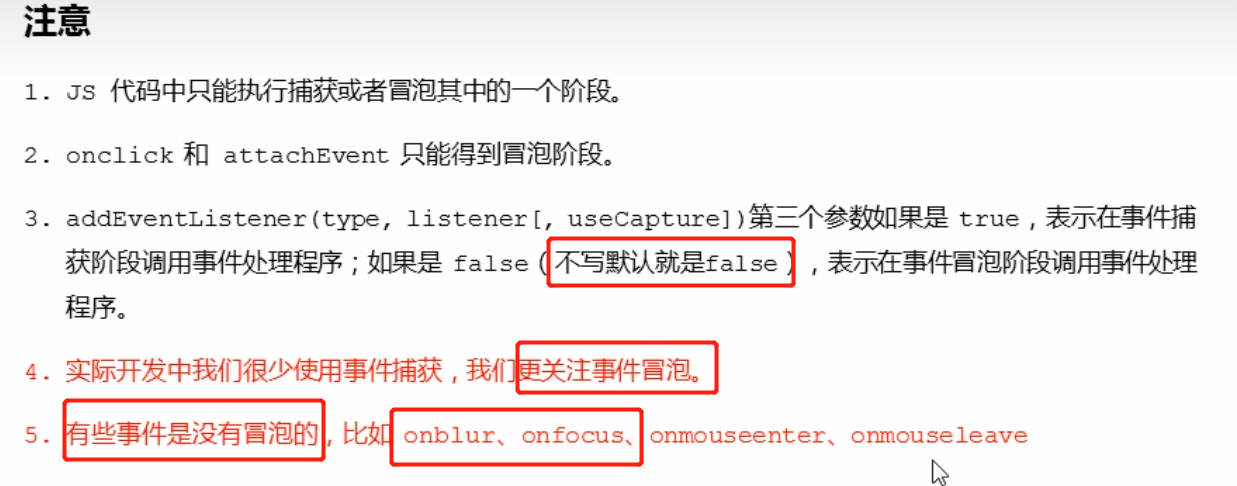 注意
1. JS 代码中只能执行捕获或者冒泡其中的一个阶段。
2. onclick 和 attachEvent 只能得到冒泡阶段。
3. addEventListener(type, listener[, useCapture])第三个参数如果是 true，表示在事件捕
获阶段调用事件处理程序；如果是 false（不写默认就是false），表示在事件冒泡阶段调用事件处理
程序。
4. 实际开发中我们很少使用事件捕获，我们更关注事件冒泡。
5. 有些事件是没有冒泡的，比如 onblur、onfocus、onmouseenter、onmouseleave